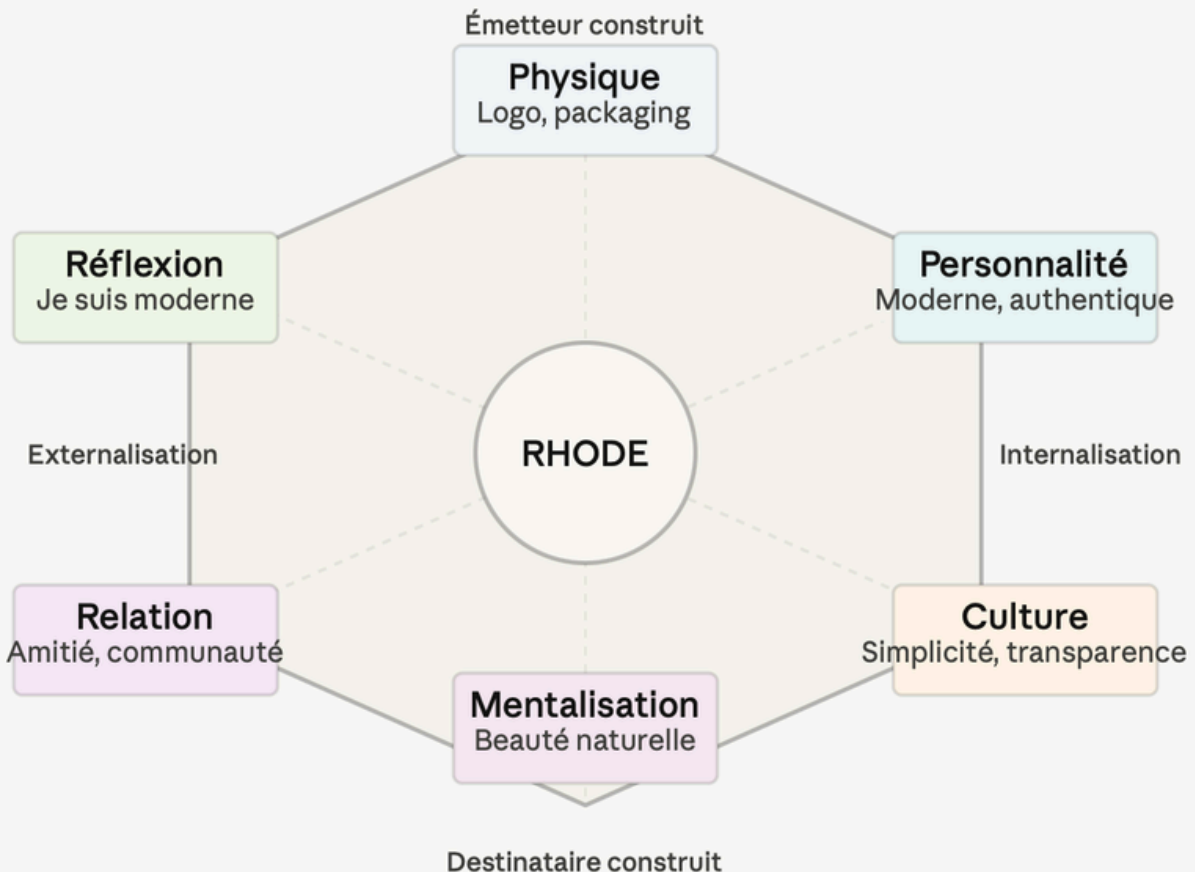 Émetteur construit
Physique
Logo, packaging
Réflexion
Je suis moderne
Personnalité
Moderne, authentique
Externalisation
RHODE
Internalisation
Relation
Amitié, communauté
Culture
Simplicité, transparence
Mentalisation
Beauté naturelle
Destinataire construit